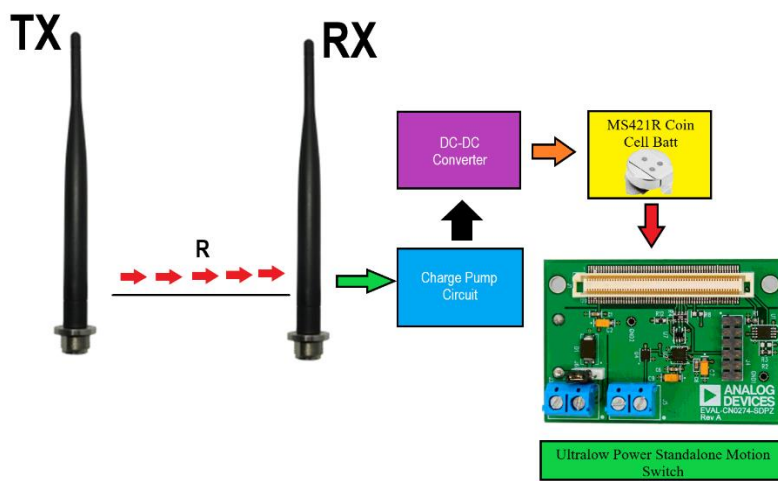 TX
RX
R
DC-DC
Converter
MS421R Coin
Cell Batt
Charge Pump
Circuit
ANALOG
DEVICES
EVAL-CN0274-SDPZ
Rev A
Ultralow Power Standalone Motion
Switch